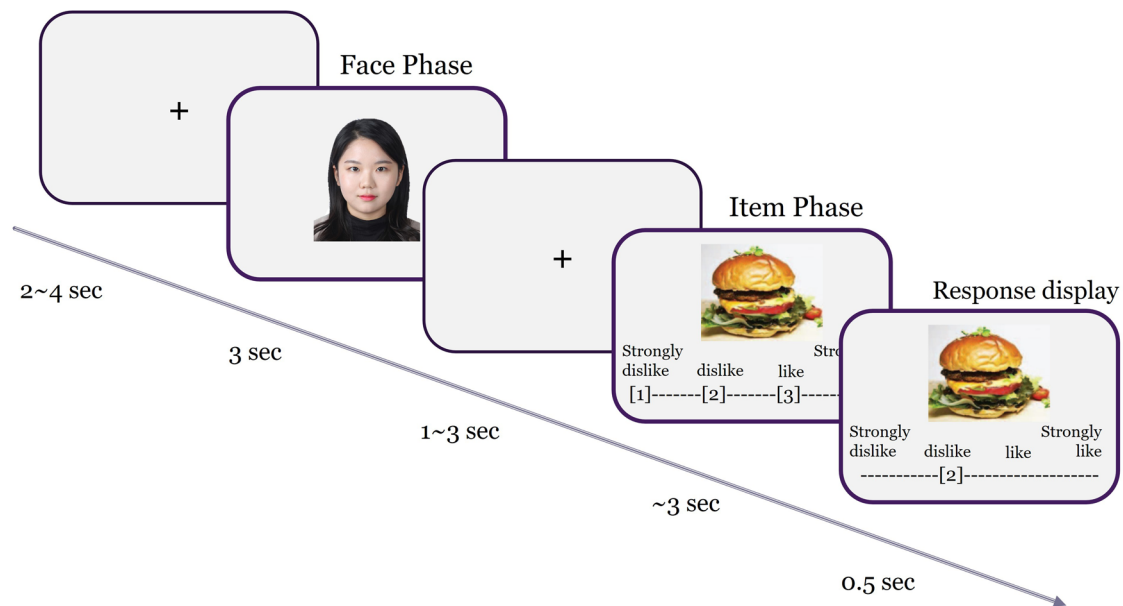 +
Face Phase
+
Item Phase
Strongly
dislike
dislike
like
[1]-------[2]-------[3]-----
Response display
Strongly
dislike
dislike
like
Strongly
like
-----------[2]-------------------
2~4 sec
3 sec
1~3 sec
~3 sec
0.5 sec